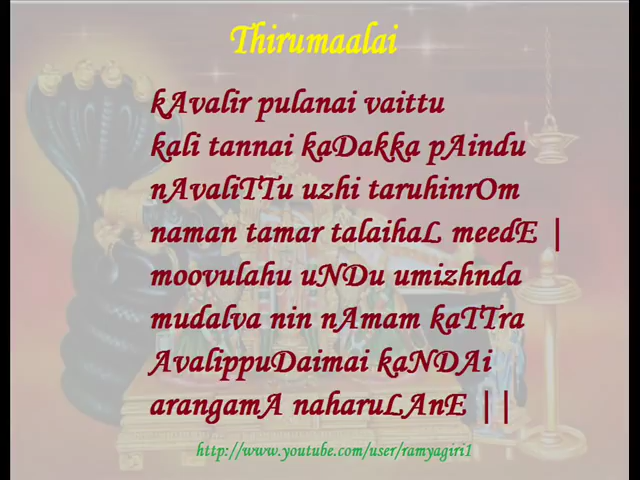 Thirumaalai
kAvalir pulanai vaittu
kali tannai kaDakka pAindu
nAvaliTTu uzhi taruhinrOm
naman tamar talaihaL meedE |
moovulahu uNDu umizhnda
mudalva nin nAmam kaTTra
AvalippuDaimai kaNDAi
arangamA naharuLAnE ||
http://www.youtube.com/user/ramyagiri1